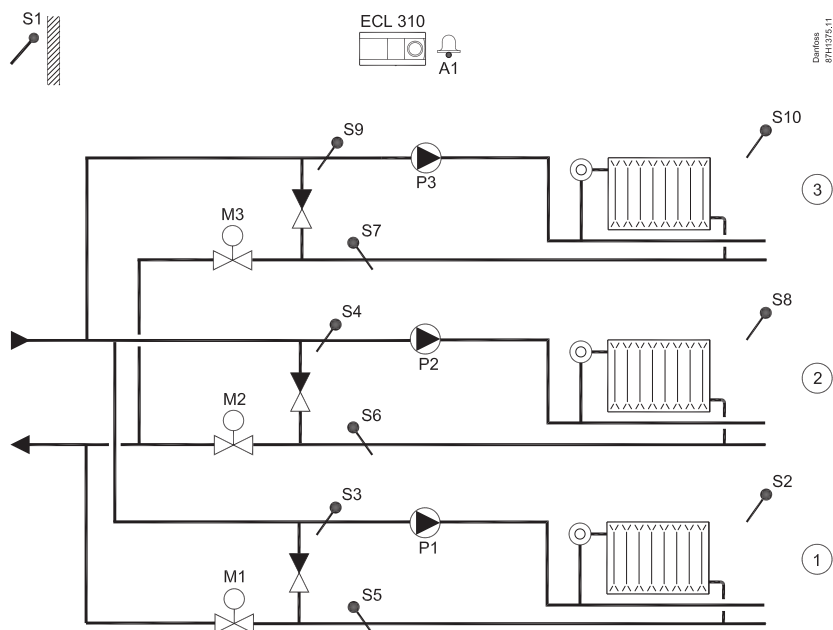 S1
ECL 310
A1
Danfoss
87H1375.11
S9
S10
P3
3
M3
S7
S4
S8
P2
2
M2
S6
S3
S2
P1
1
M1
S5